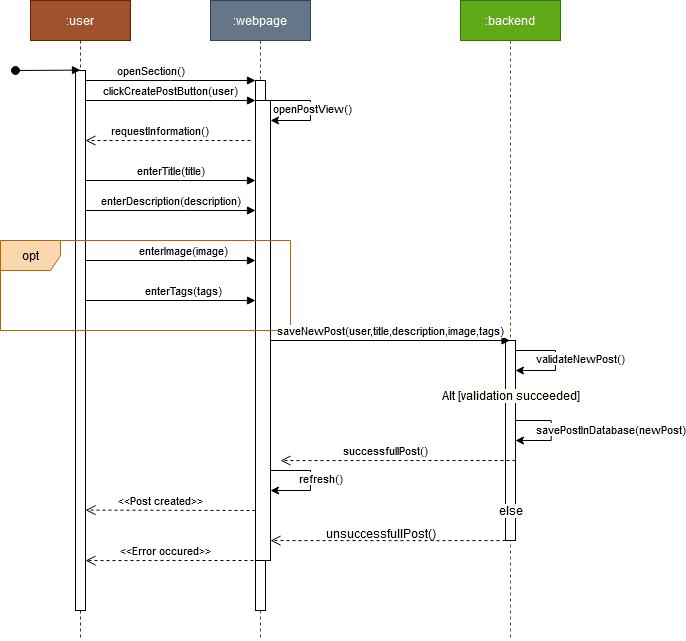 :user
:webpage
:backend
openSection()
clickCreatePostButton(user)
openPostView()
requestInformation()
enterTitle(title)
enterDescription(description)
opt
enterImage(image)
enterTags(tags)
saveNewPost(user,title,description,image,tags)
validateNewPost()
Alt [validation succeeded]
savePostInDatabase(newPost)
successfullPost()
refresh()
<<Post created>>
else
unsuccessfullPost()
<<Error occured>>